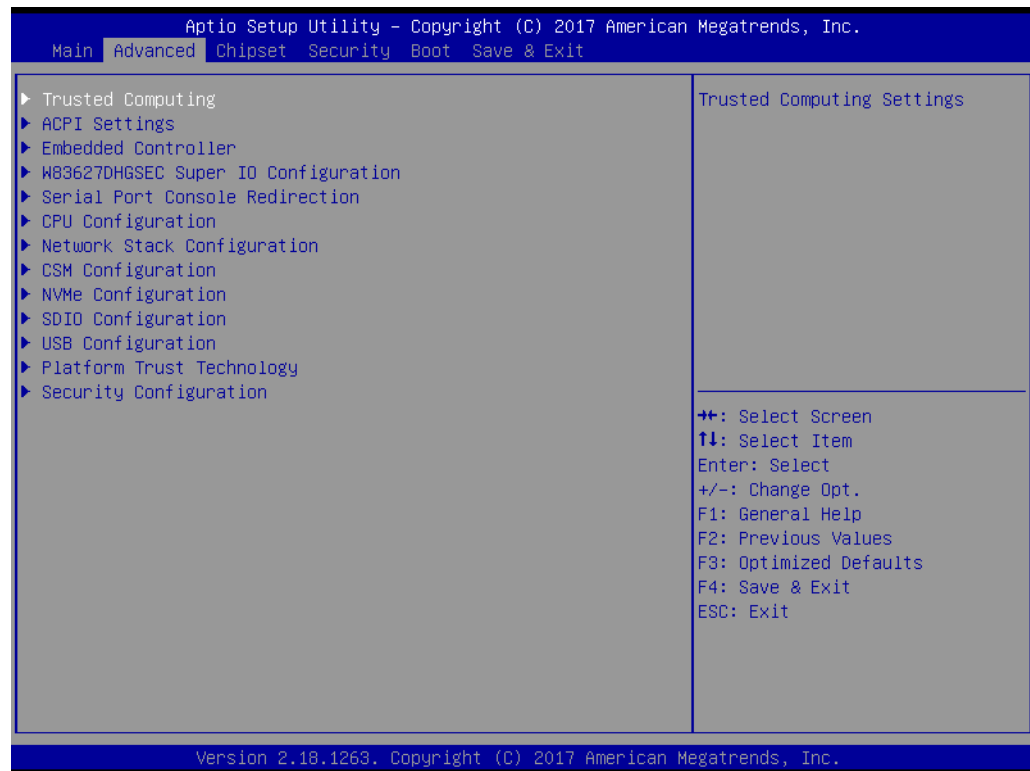 Aptio Setup Utility – Copyright (C) 2017 American Megatrends, Inc.
Main Advanced Chipset Security Boot Save & Exit
▶ Trusted Computing
▶ ACPI Settings
▶ Embedded Controller
▶ W83627DHGSEC Super IO Configuration
▶ Serial Port Console Redirection
▶ CPU Configuration
▶ Network Stack Configuration
▶ CSM Configuration
▶ NVMe Configuration
▶ SDIO Configuration
▶ USB Configuration
▶ Platform Trust Technology
▶ Security Configuration
Trusted Computing Settings
→←: Select Screen
↑↓: Select Item
Enter: Select
+/-: Change Opt.
F1: General Help
F2: Previous Values
F3: Optimized Defaults
F4: Save & Exit
ESC: Exit
Version 2.18.1263. Copyright (C) 2017 American Megatrends, Inc.